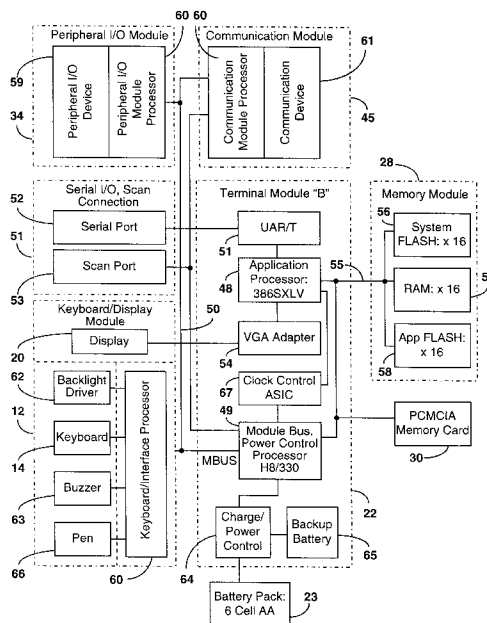 60
60
Peripheral I/O Module
Communication Module
59
Peripheral I/O
Device
Peripheral I/O
Module
Processor
Communication
Module Processor
Communication
Device
61
34
45
28
Serial I/O, Scan
Connection
Terminal Module "B"
Memory Module
52
Serial Port
UAR/T
56
System
FLASH: x 16
51
51
55
Scan Port
48
Application
Processor:
386SXLV
RAM: x 16
5
53
50
Keyboard/Display
Module
App FLASH:
x 16
Display
VGA Adapter
20
54
58
62
Backlight
Driver
67
Clock Control
ASIC
12
49
Keyboard
Keyboard/Interface Processor
Module Bus,
Power Control
Processor
H8/330
PCMCIA
Memory Card
14
MBUS
30
Buzzer
63
22
Pen
Charge/
Power
Control
Backup
Battery
66
60
64
65
Battery Pack:
6 Cell AA
23